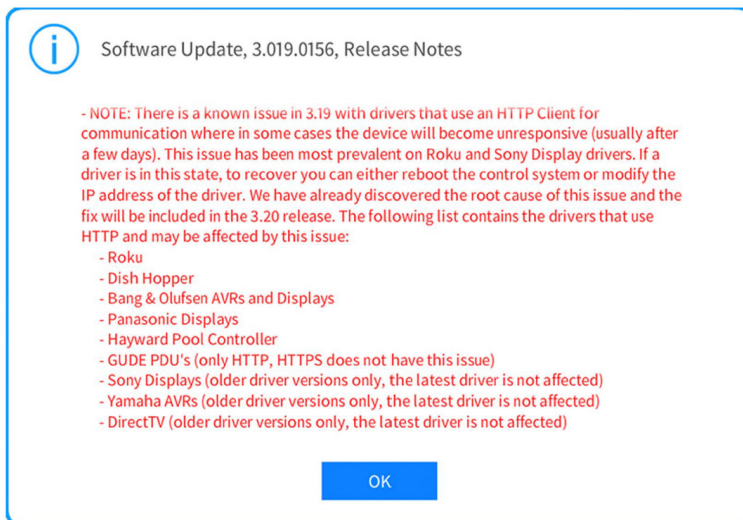 Software Update, 3.019.0156, Release Notes
- NOTE: There is a known issue in 3.19 with drivers that use an HTTP Client for
communication where in some cases the device will become unresponsive (usually after
a few days). This issue has been most prevalent on Roku and Sony Display drivers. If a
driver is in this state, to recover you can either reboot the control system or modify the
IP address of the driver. We have already discovered the root cause of this issue and the
fix will be included in the 3.20 release. The following list contains the drivers that use
HTTP and may be affected by this issue:
- Roku
- Dish Hopper
- Bang & Olufsen AVRs and Displays
- Panasonic Displays
- Hayward Pool Controller
- GUDE PDU's (only HTTP, HTTPS does not have this issue)
- Sony Displays (older driver versions only, the latest driver is not affected)
- Yamaha AVRs (older driver versions only, the latest driver is not affected)
- DirectTV (older driver versions only, the latest driver is not affected)
OK